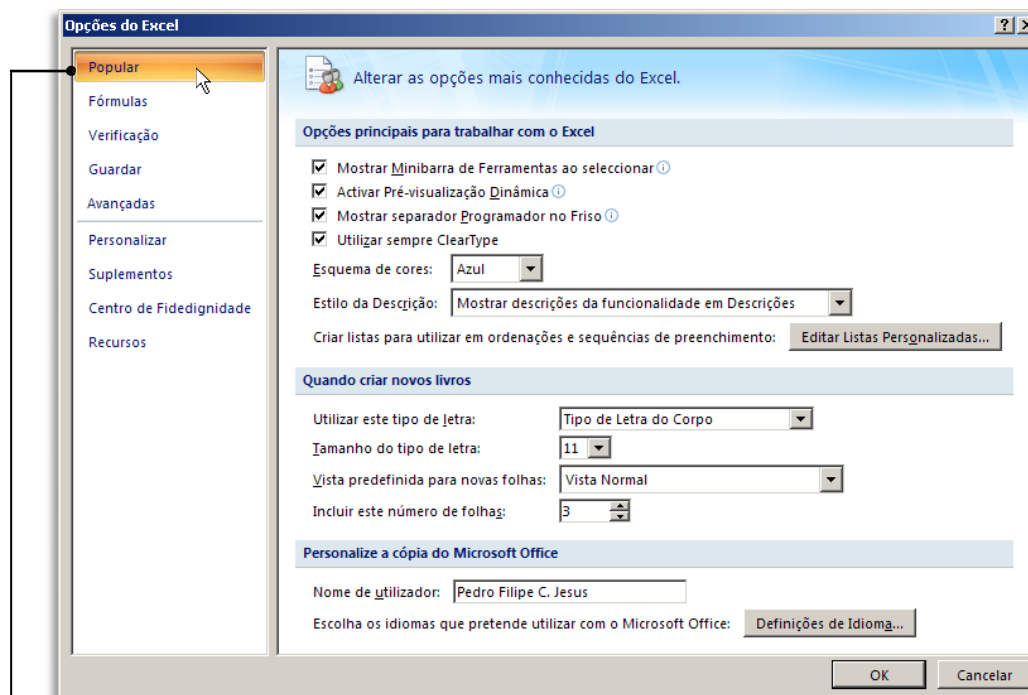 Opções do Excel
Popular
Fórmulas
Verificação
Guardar
Avançadas
Personalizar
Suplementos
Centro de Fidedignidade
Recursos
Alterar as opções mais conhecidas do Excel.
Opções principais para trabalhar com o Excel
Mostrar Minibarra de Ferramentas ao seleccionar
Activar Pré-visualização Dinâmica
Mostrar separador Programador no Friso
Utilizar sempre ClearType
Esquema de cores: Azul
Estilo da Descrição: Mostrar descrições da funcionalidade em Descrições
Criar listas para utilizar em ordenações e sequências de preenchimento: Editar Listas Personalizadas...
Quando criar novos livros
Utilizar este tipo de letra: Tipo de Letra do Corpo
Tamanho do tipo de letra: 11
Vista predefinida para novas folhas: Vista Normal
Incluir este número de folhas: 3
Personalize a cópia do Microsoft Office
Nome de utilizador: Pedro Filipe C. Jesus
Escolha os idiomas que pretende utilizar com o Microsoft Office: Definições de Idioma...
OK Cancelar